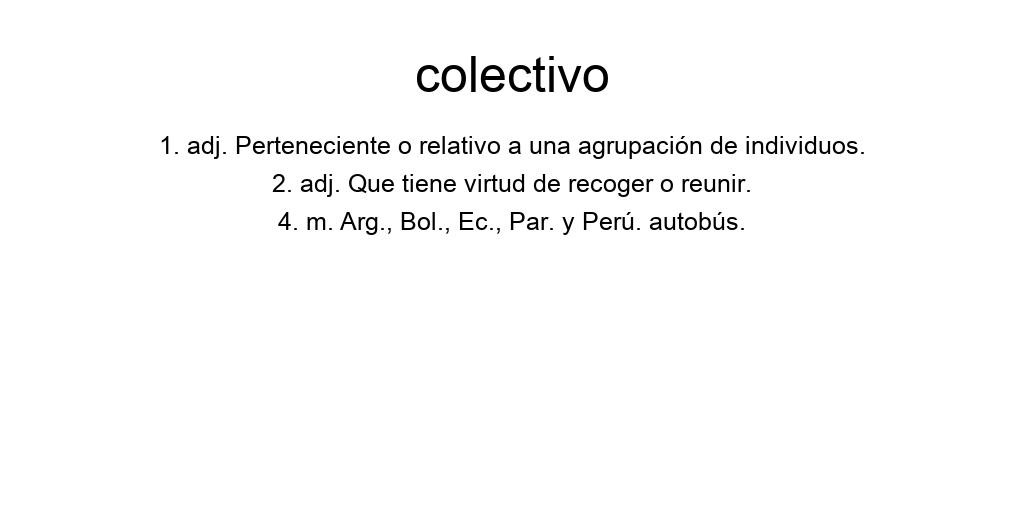 colectivo
1. adj. Perteneciente o relativo a una agrupación de individuos.
2. adj. Que tiene virtud de recoger o reunir.
4. m. Arg., Bol., Ec., Par. y Perú. autobús.